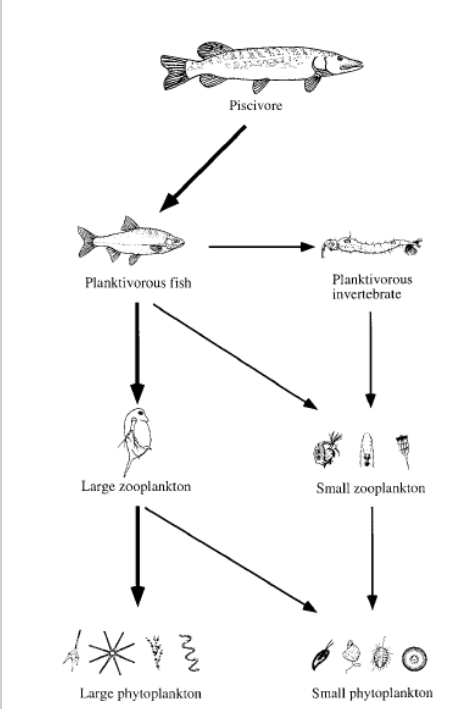 Piscivore
Planktivorous fish
Planktivorous
invertebrate
Large zooplankton
Small zooplankton
Large phytoplankton
Small phytoplankton